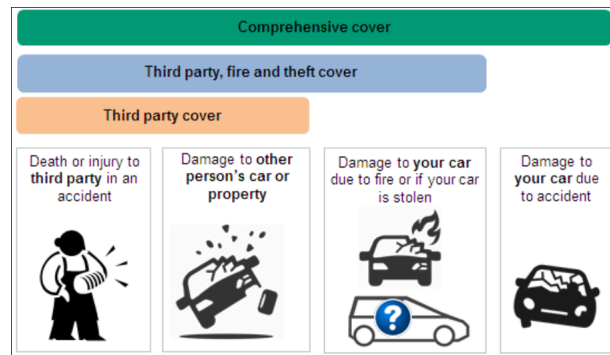 Comprehensive cover
Third party, fire and theft cover
Third party cover
Death or injury to
third party in an
accident
Damage to other
person's car or
property
Damage to your car
due to fire or if your car
is stolen
?
Damage to
your car due
to accident